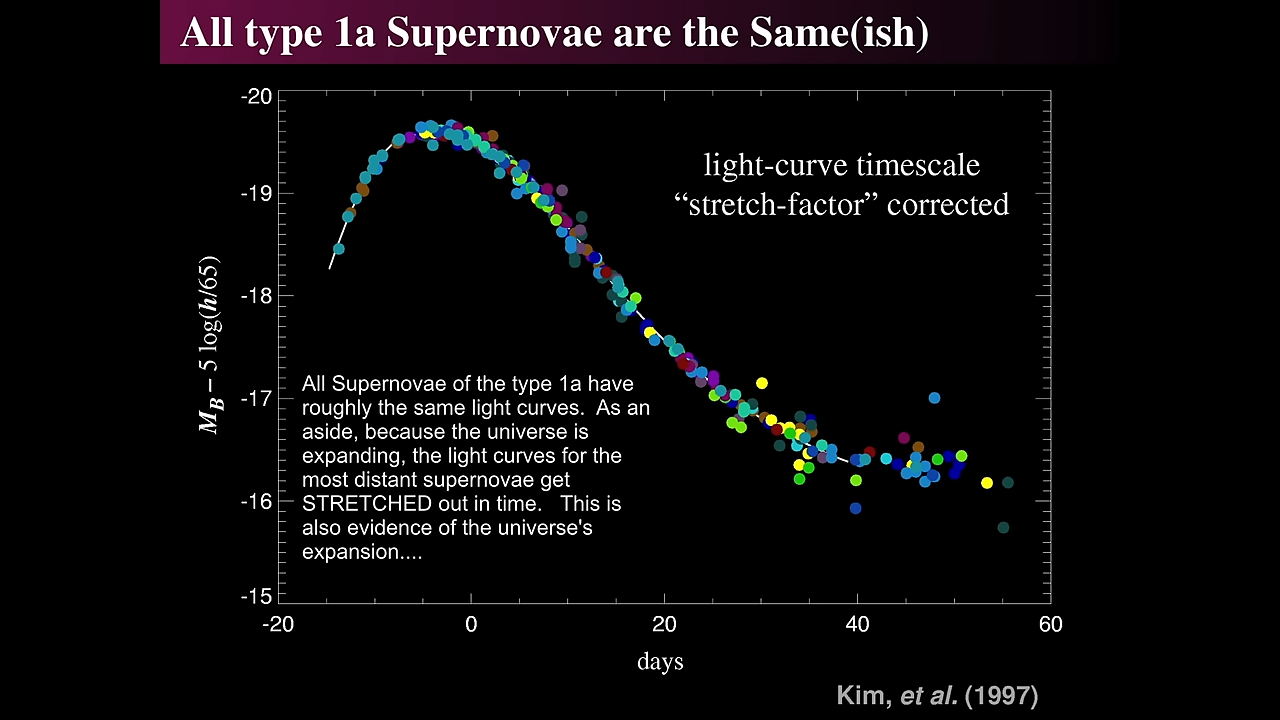 All type 1a Supernovae are the Same(ish)
-20
-19
-18
-17
-16
-15
M_B – 5 log(h/65)
light-curve timescale
“stretch-factor” corrected
All Supernovae of the type 1a have
roughly the same light curves.  As an
aside, because the universe is
expanding, the light curves for the
most distant supernovae get
STRETCHED out in time.   This is
also evidence of the universe's
expansion....
-20 0 20 40 60
days
Kim, et al. (1997)